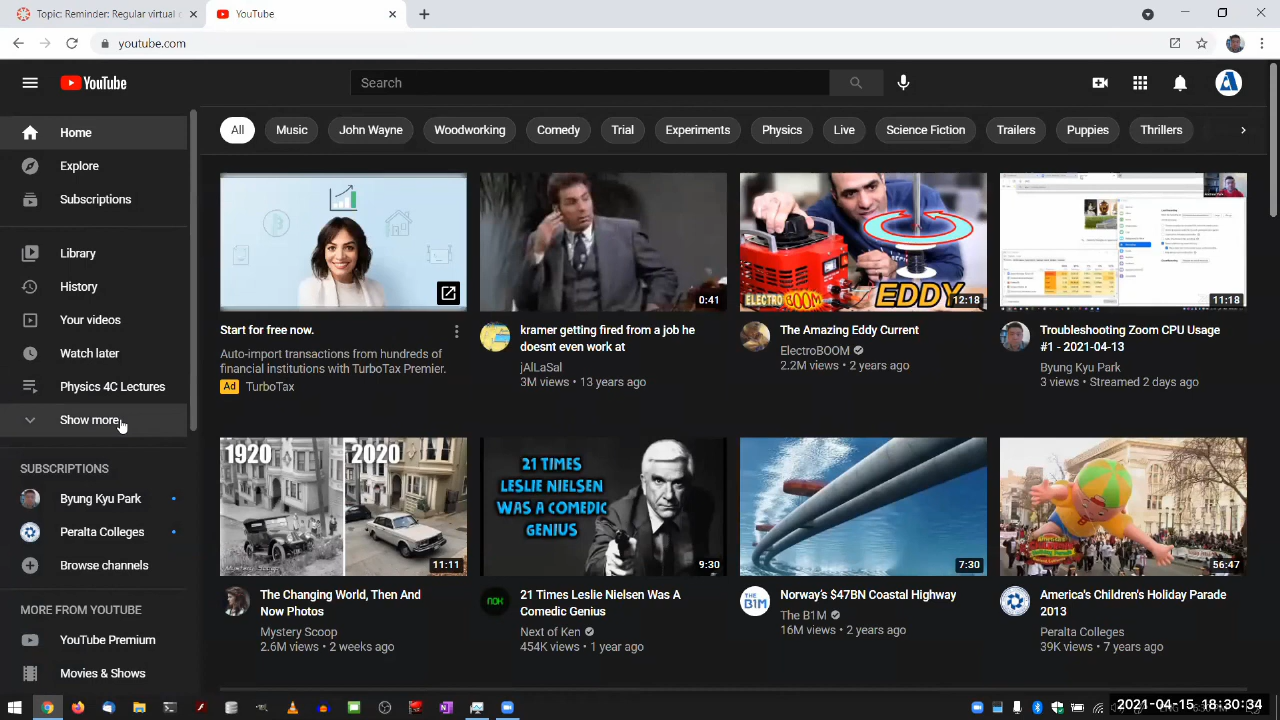 Topic: Reminder: Regular virtual
YouTube
youtube.com
YouTube
Search
Home
Explore
Subscriptions
Library
History
Your videos
Watch later
Physics 4C Lectures
Show more
SUBSCRIPTIONS
Byung Kyu Park
Peralta Colleges
Browse channels
MORE FROM YOUTUBE
YouTube Premium
Movies & Shows
All
Music
John Wayne
Woodworking
Comedy
Trial
Experiments
Physics
Live
Science Fiction
Trailers
Puppies
Thrillers
Start for free now.
Auto-import transactions from hundreds of
financial institutions with TurboTax Premier.
Ad TurboTax
0:41
kramer getting fired from a job he
doesnt even work at
jAlLaSal
3M views • 13 years ago
ELECTROBOOM
EDDY
12:18
The Amazing Eddy Current
ElectroBOOM
2.2M views • 2 years ago
11:18
Troubleshooting Zoom CPU Usage
#1 - 2021-04-13
Byung Kyu Park
3 views • Streamed 2 days ago
1920
2020
11:11
The Changing World, Then And
Now Photos
Mystery Scoop
2.6M views • 2 weeks ago
21 TIMES
LESLIE NIELSEN
WAS A COMEDIC
GENIUS
9:30
NOK
21 Times Leslie Nielsen Was A
Comedic Genius
Next of Ken
454K views • 1 year ago
7:30
THE
B1M
Norway's $47BN Coastal Highway
The B1M
16M views • 2 years ago
56:47
America's Children's Holiday Parade
2013
Peralta Colleges
39K views • 7 years ago
2021-04-15 18:30:34